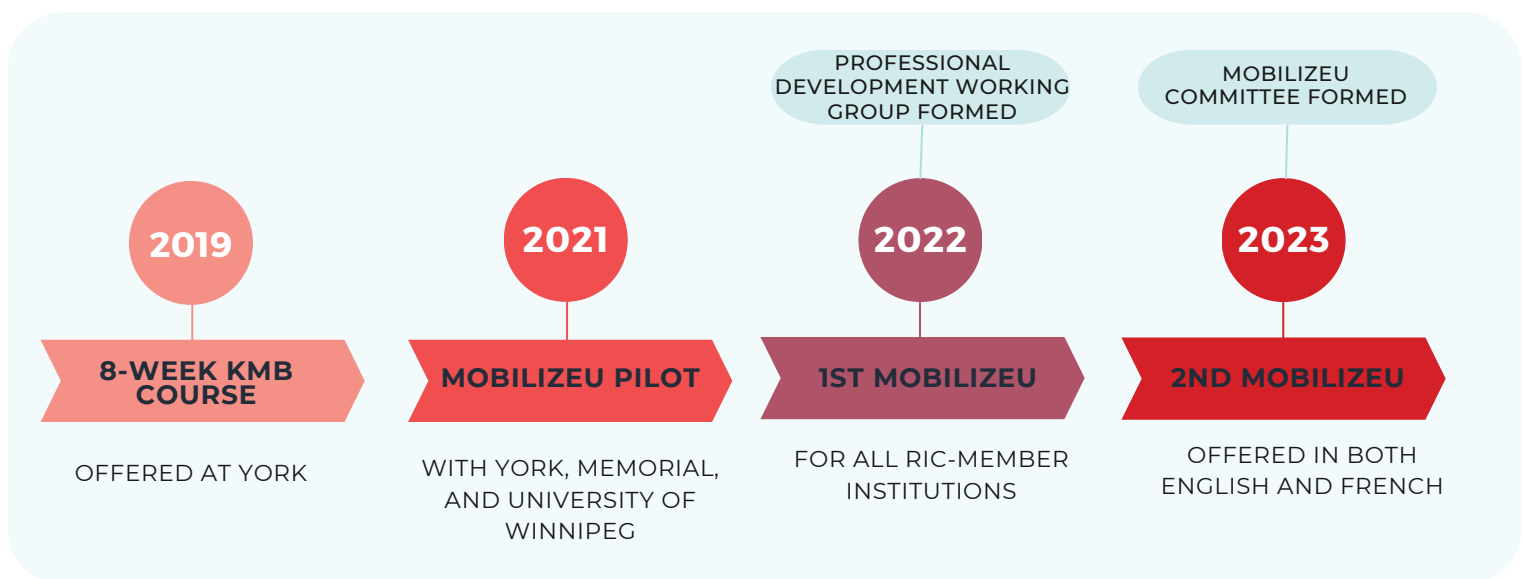 PROFESSIONAL
DEVELOPMENT WORKING
GROUP FORMED
MOBILIZEU
COMMITTEE FORMED
2019
2021
2022
2023
8-WEEK KMB
COURSE
MOBILIZEU PILOT
1ST MOBILIZEU
2ND MOBILIZEU
OFFERED AT YORK
WITH YORK, MEMORIAL,
AND UNIVERSITY OF
WINNIPEG
FOR ALL RIC-MEMBER
INSTITUTIONS
OFFERED IN BOTH
ENGLISH AND FRENCH